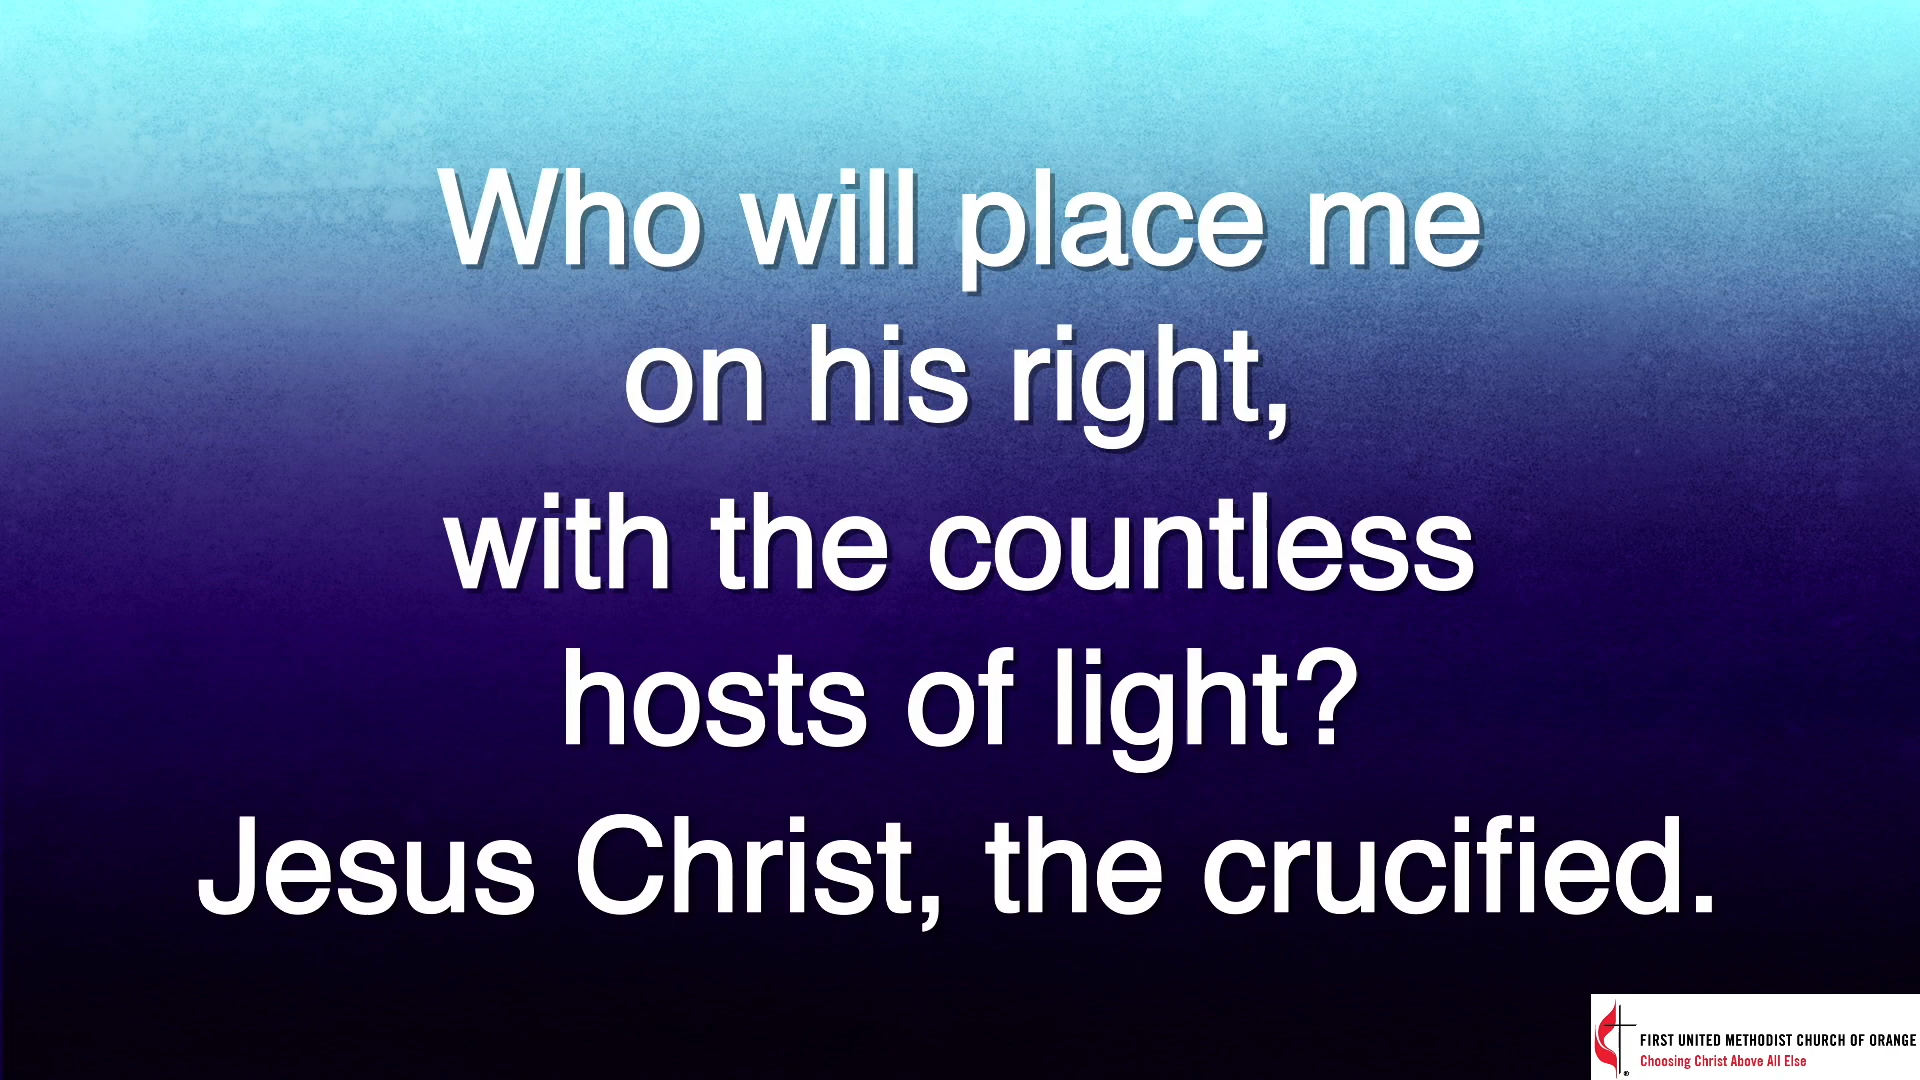 Who will place me
on his right,
with the countless
hosts of light?
Jesus Christ, the crucified.
FIRST UNITED METHODIST CHURCH OF ORANGE
Choosing Christ Above All Else
®